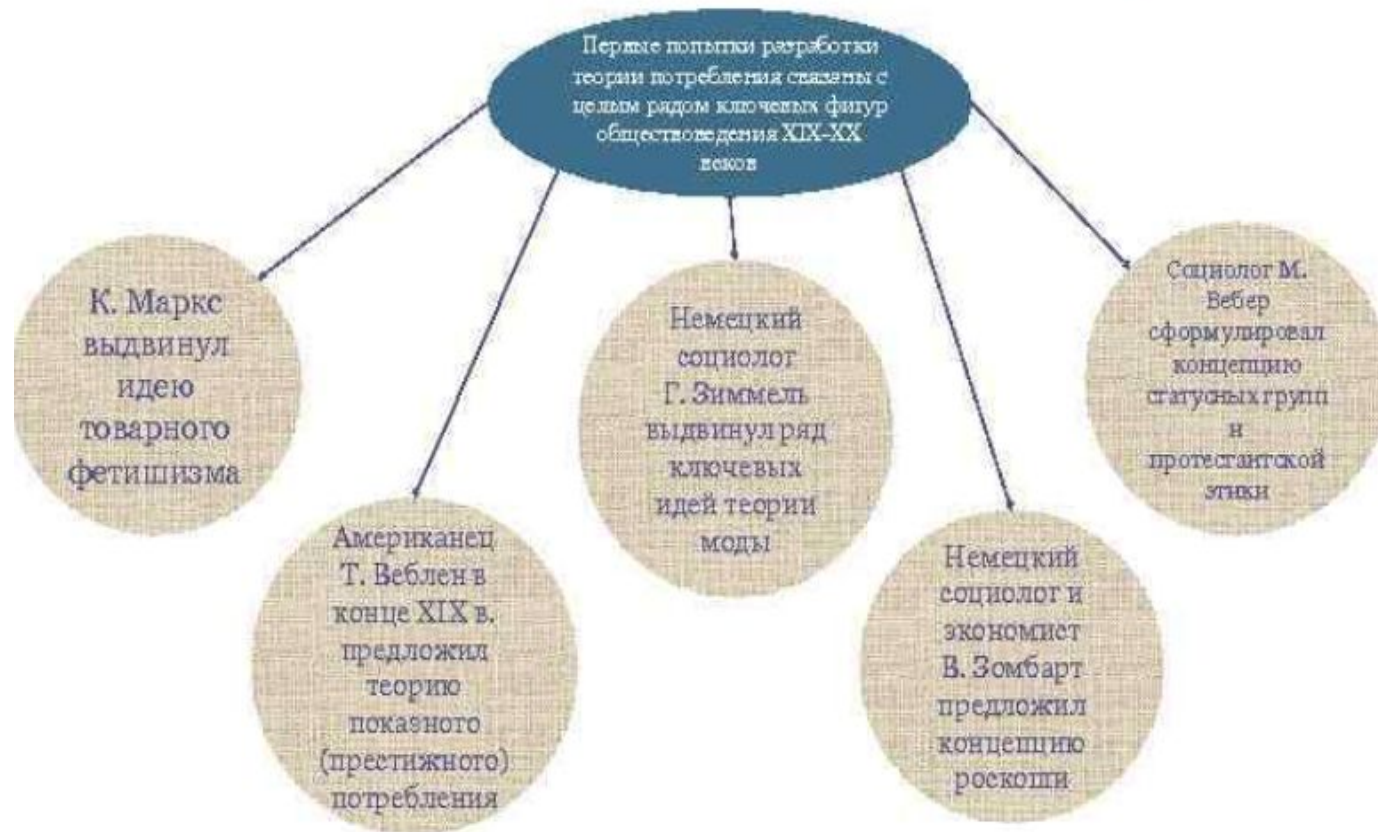 Первые попытки разработки
теории потребления связаны с
целым рядом ключевых фигур
обществоведения XIX-XX
веков
К. Маркс
выдвинул
идею
товарного
фетишизма
Американец
Т. Веблен в
конце XIX в.
предложил
теорию
показного
(престижного)
потребления
Немецкий
социолог
Г. Зиммель
выдвинул ряд
ключевых
идей теории
моды
Немецкий
социолог и
экономист
В. Зомбарт
предложил
концепцию
роскоши
Социолог М.
Вебер
сформулировал
концепцию
статусных групп
и
протестантской
этики